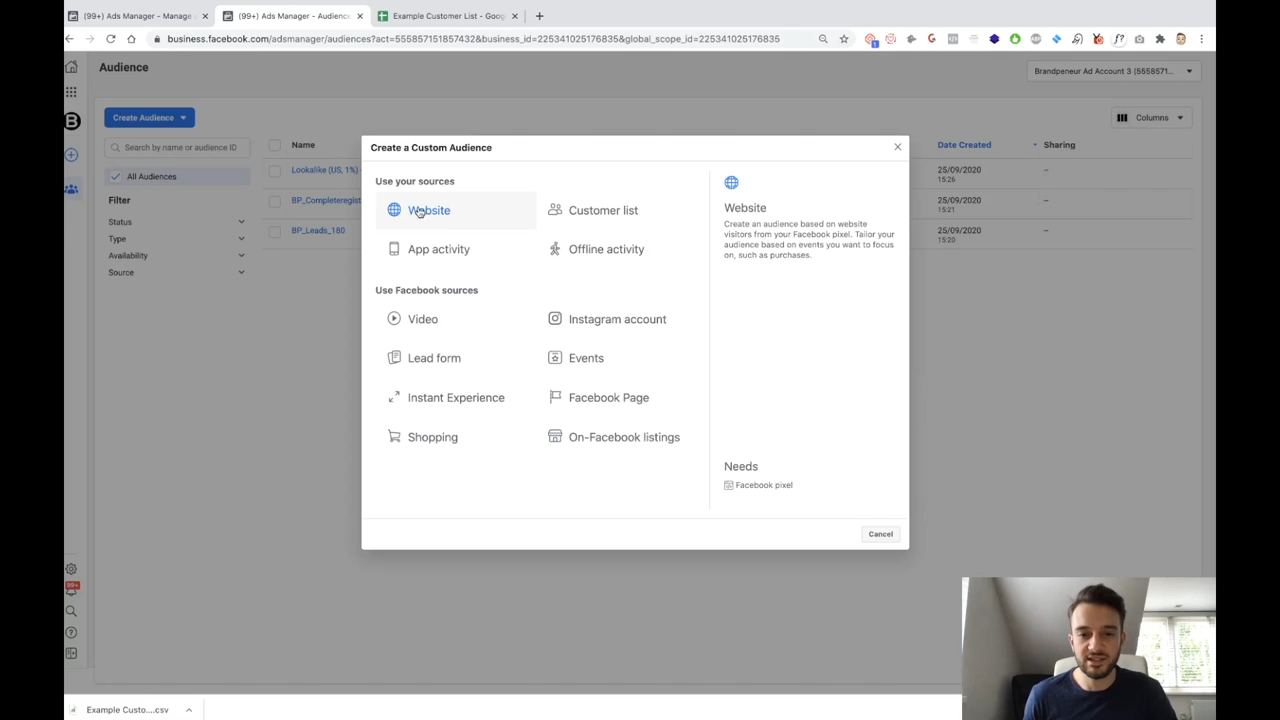 (99+) Ads Manager - Manage
(99+) Ads Manager - Audience
Example Customer List - Goog
business.facebook.com/adsmanager/audiences?act=555857151857432&business_id=225341025176835&global_scope_id=225341025176835
Audience
Brandpeneur Ad Account 3 (5558571...
Create Audience
Columns
Search by name or audience ID
Name
Date Created
Sharing
All Audiences
Lookalike (US, 1%) -
25/09/2020
15:26
–
Filter
BP_Completeregist
25/09/2020
15:21
–
Status
BP_Leads_180
25/09/2020
15:20
–
Type
Availability
Source
Create a Custom Audience
Use your sources
Website
Customer list
App activity
Offline activity
Use Facebook sources
Video
Instagram account
Lead form
Events
Instant Experience
Facebook Page
Shopping
On-Facebook listings
Website
Create an audience based on website
visitors from your Facebook pixel. Tailor your
audience based on events you want to focus
on, such as purchases.
Needs
Facebook pixel
Cancel
99+
Example Custo....csv